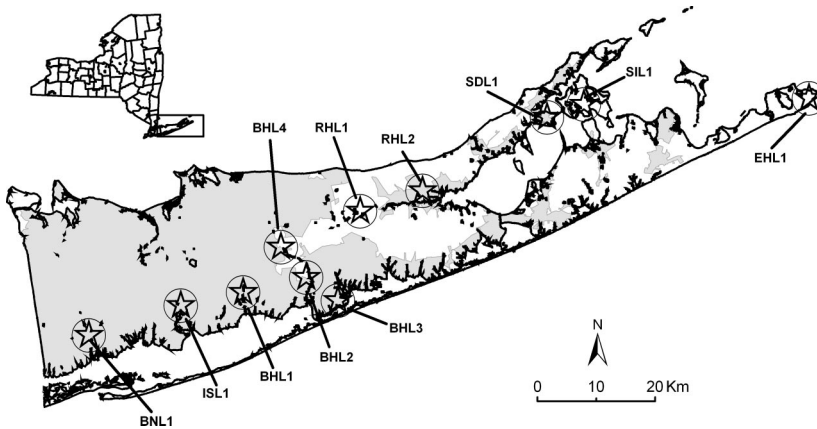 SIL1
SDL1
BHL4
RHL1
RHL2
EHL1
BHL3
BHL2
BHL1
ISL1
BNL1
N
0 10 20 Km